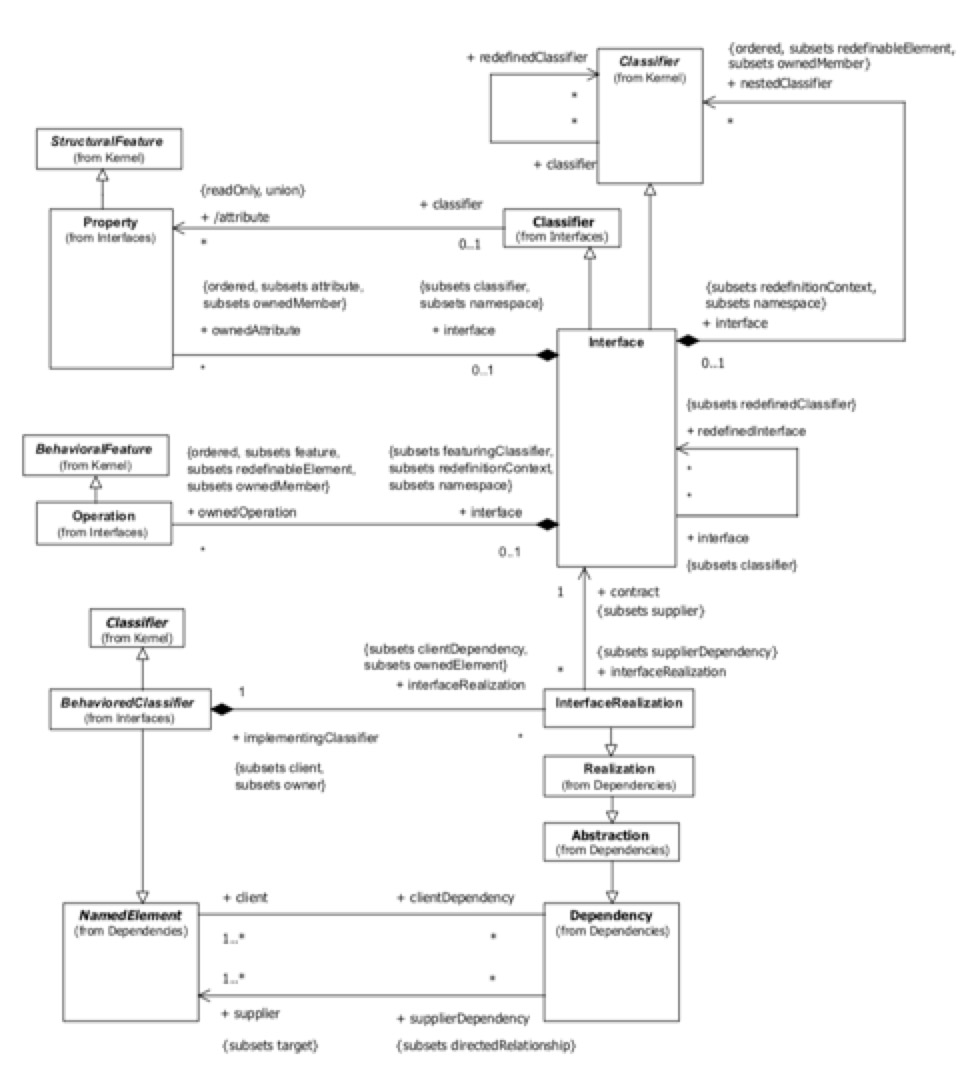 {ordered, subsets redefinableElement,
subsets ownedMember}
+ nestedClassifier
*
+ redefinedClassifier
*
*
+ classifier
Classifier
(from Kernel)
StructuralFeature
(from Kernel)
Property
(from Interfaces)
{readOnly, union}
+ /attribute
*
+ classifier
0..1
Classifier
(from Interfaces)
{ordered, subsets attribute,
subsets ownedMember}
+ ownedAttribute
*
{subsets classifier,
subsets namespace}
+ interface
0..1
Interface
{subsets redefinitionContext,
subsets namespace}
+ interface
0..1
{subsets redefinedClassifier}
+ redefinedInterface
*
*
+ interface
{subsets classifier}
BehavioralFeature
(from Kernel)
Operation
(from Interfaces)
{ordered, subsets feature,
subsets redefinableElement,
subsets ownedMember}
+ ownedOperation
*
{subsets featuringClassifier,
subsets redefinitionContext,
subsets namespace}
+ interface
0..1
1
+ contract
{subsets supplier}
{subsets supplierDependency}
* + interfaceRealization
Classifier
(from Kernel)
BehavioredClassifier
(from Interfaces)
1
+ implementingClassifier
{subsets client,
subsets owner}
{subsets clientDependency,
subsets ownedElement}
+ interfaceRealization
*
InterfaceRealization
Realization
(from Dependencies)
Abstraction
(from Dependencies)
NamedElement
(from Dependencies)
+ client
1..*
1..*
+ supplier
{subsets target}
+ clientDependency
*
*
+ supplierDependency
{subsets directedRelationship}
Dependency
(from Dependencies)